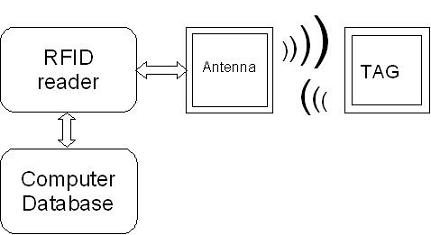 RFID
reader
Antenna
TAG
Computer
Database